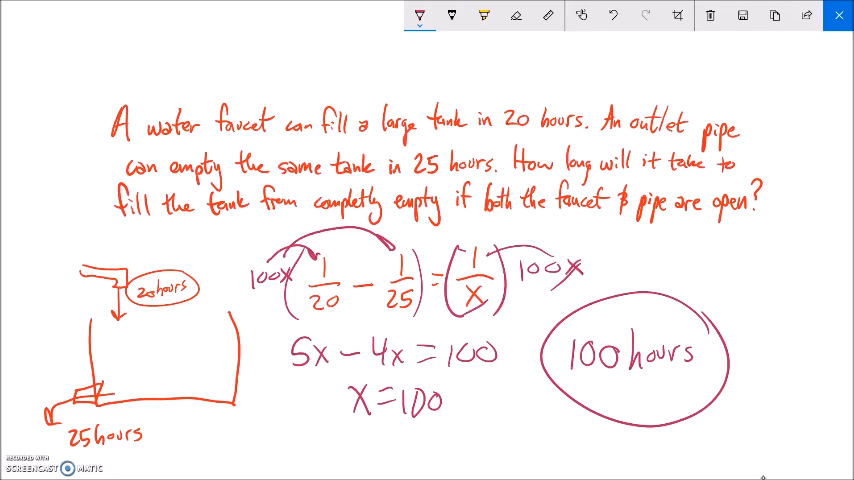 A water faucet can fill a large tank in 20 hours. An outlet pipe
can empty the same tank in 25 hours. How long will it take to
fill the tank from completly empty if both the faucet & pipe are open?
20 hours
100x (1/20 - 1/25) = (1/x) 100x
5x - 4x = 100
100 hours
x = 100
25 hours
RECORDED WITH
SCREENCAST MATIC